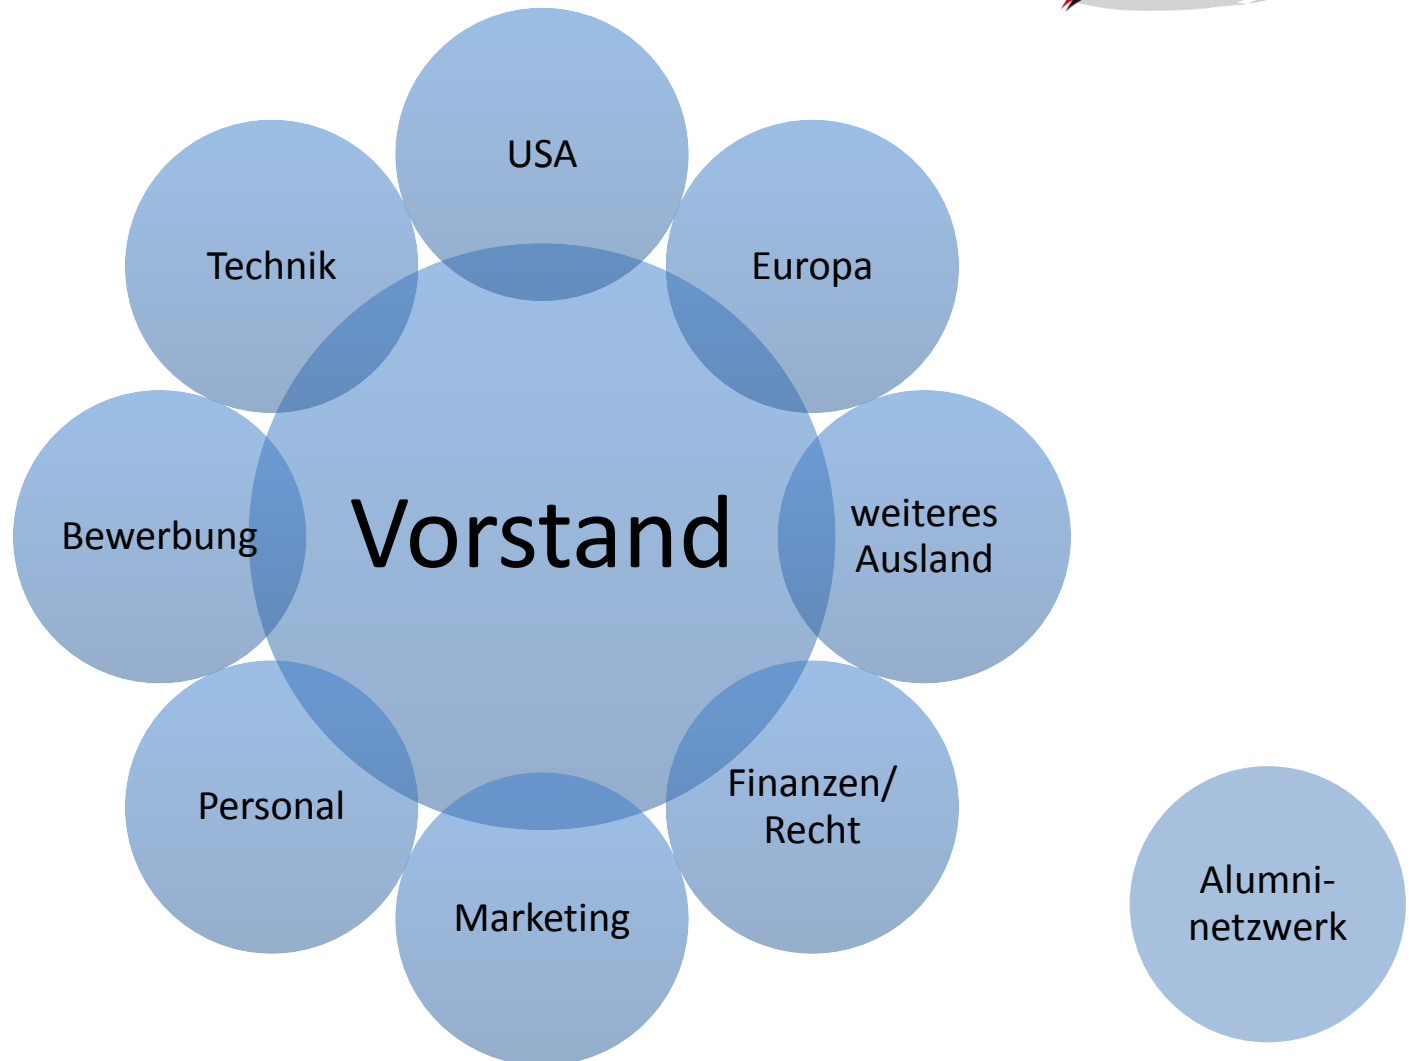 USA
Technik
Europa
Vorstand
Bewerbung
weiteres
Ausland
Personal
Finanzen/
Recht
Marketing
Alumni-
netzwerk